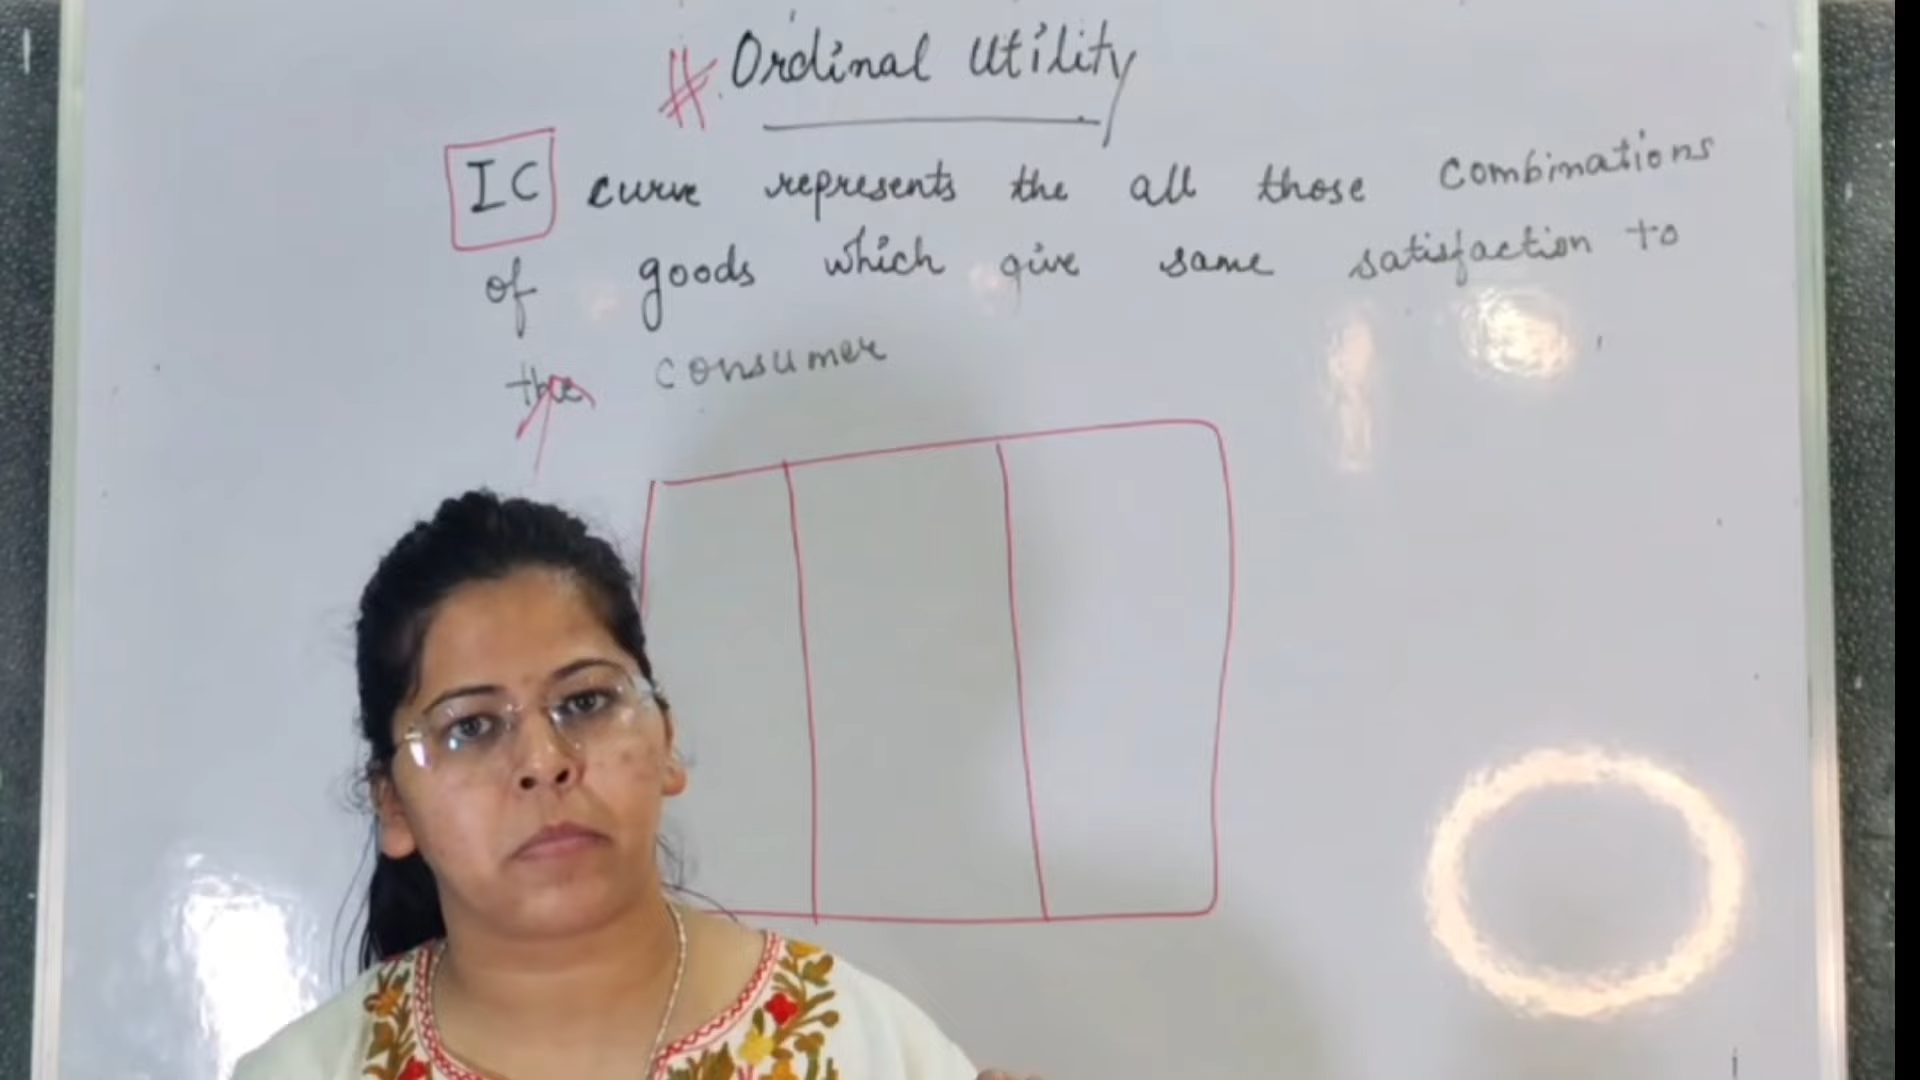 # Ordinal Utility
IC curve represents the all those combinations
of goods which give same satisfaction to
the consumer